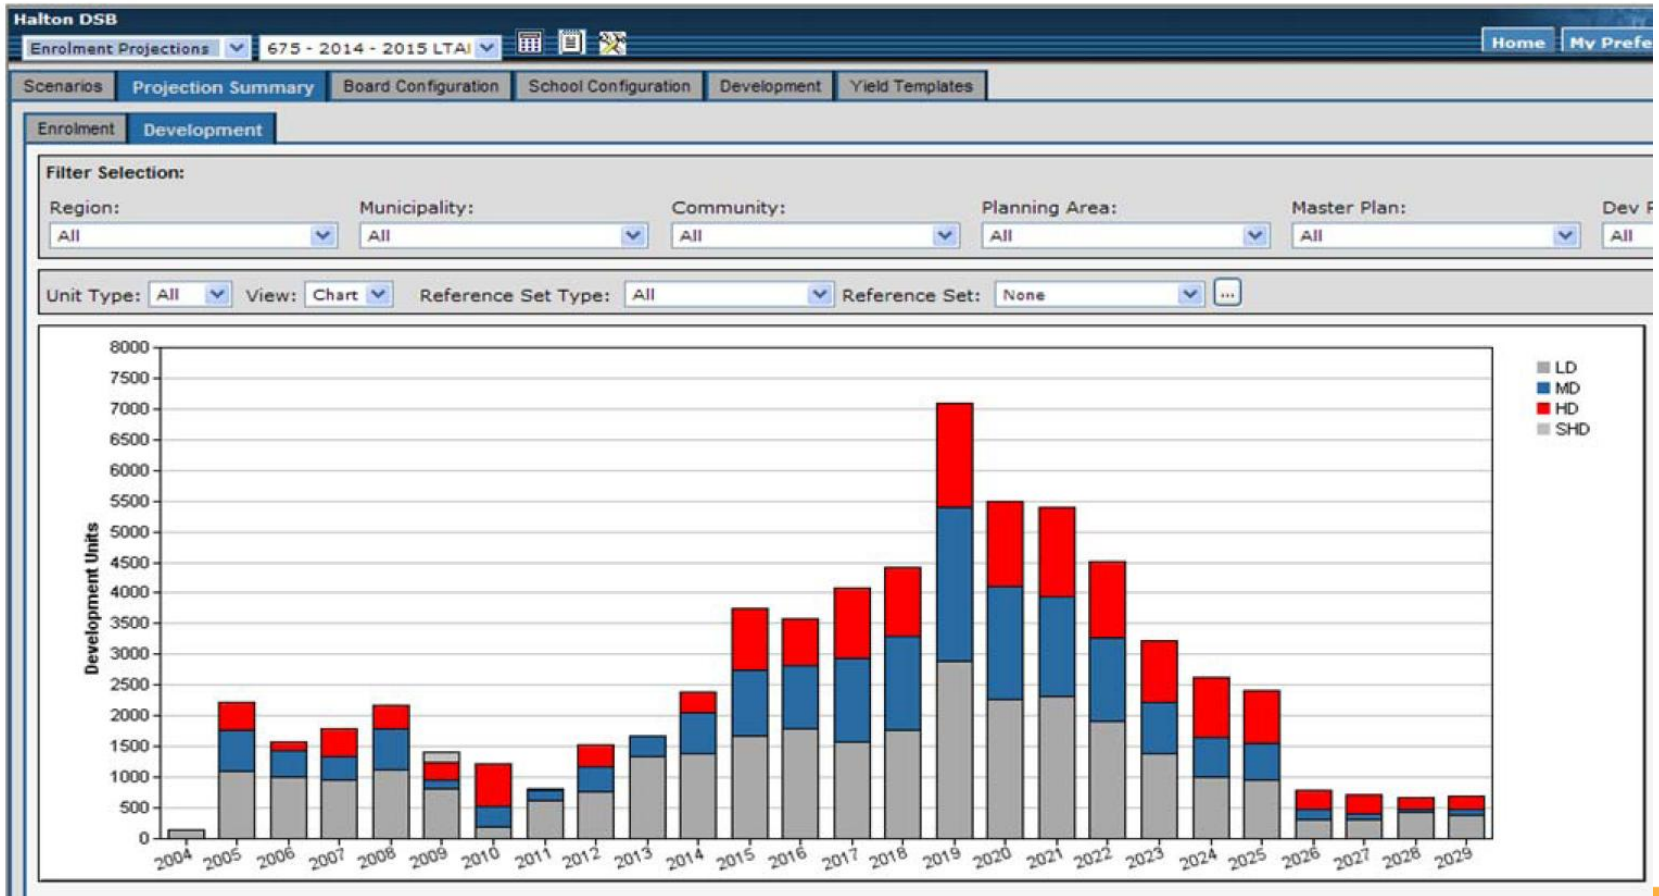 Halton DSB
Enrolment Projections 675 - 2014 - 2015 LTA Home My Prefe
Scenarios Projection Summary Board Configuration School Configuration Development Yield Templates
Enrolment Development
Filter Selection:
Region: Municipality: Community: Planning Area: Master Plan: Dev
All All All All All All
Unit Type: All View: Chart Reference Set Type: All Reference Set: None ...
8000
7500
7000
6500
6000
5500
5000
4500
4000
3500
3000
2500
2000
1500
1000
500
0
Development Units
LD
MD
HD
SHD
2004 2005 2006 2007 2008 2009 2010 2011 2012 2013 2014 2015 2016 2017 2018 2019 2020 2021 2022 2023 2024 2025 2026 2027 2028 2029